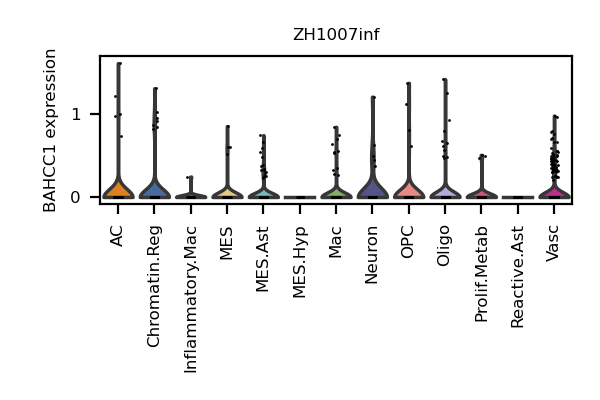 ZH1007inf
BAHCC1 expression
1
0
AC
Chromatin.Reg
Inflammatory.Mac
MES
MES.Ast
MES.Hyp
Mac
Neuron
OPC
Oligo
Prolif.Metab
Reactive.Ast
Vasc